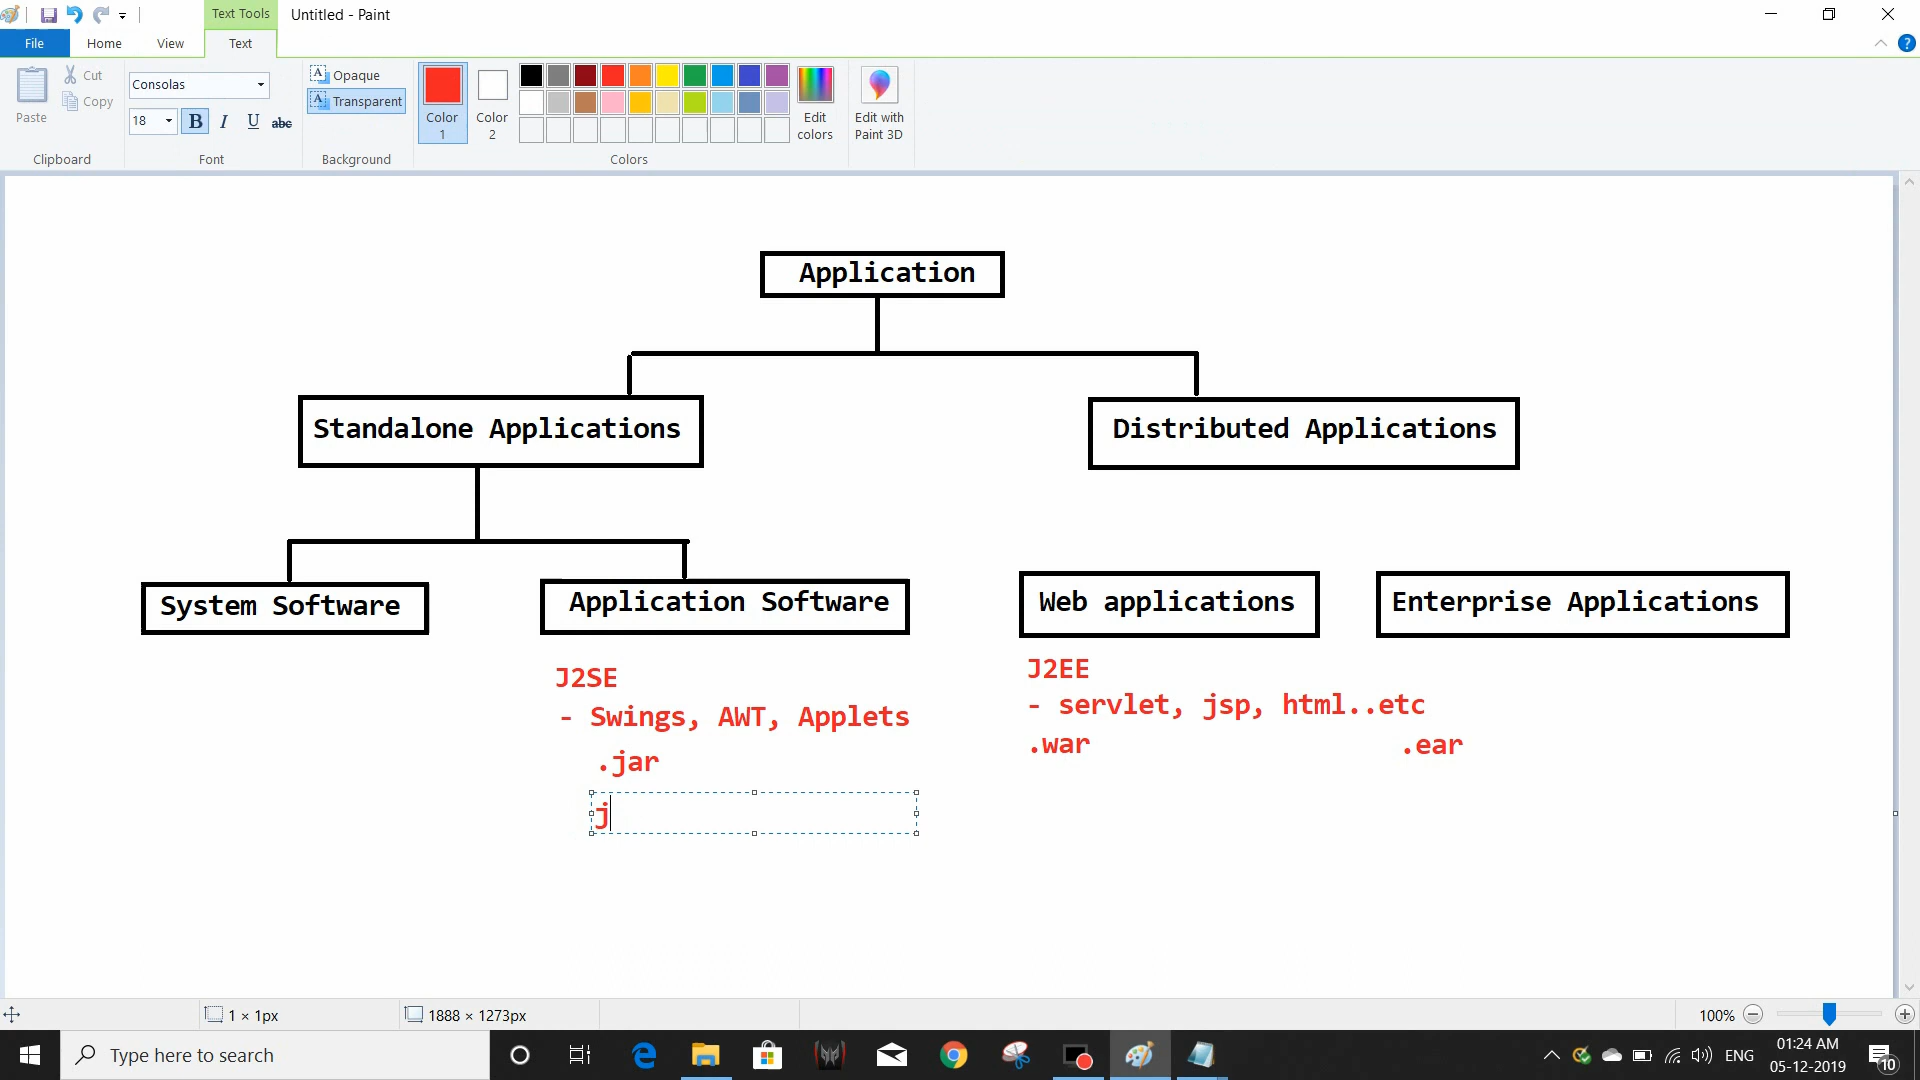 Text Tools
Untitled - Paint
File
Home
View
Text
Paste
Cut
Copy
Clipboard
Consolas
18
B
I
U
abc
Font
Opaque
Transparent
Background
Color 1
Color 2
Edit colors
Colors
Edit with Paint 3D
Application
Standalone Applications
Distributed Applications
System Software
Application Software
Web applications
Enterprise Applications
J2SE
- Swings, AWT, Applets
.jar
j
J2EE
- servlet, jsp, html..etc
.war
.ear
1 × 1px
1888 × 1273px
100%
Type here to search
ENG
01:24 AM
05-12-2019
10